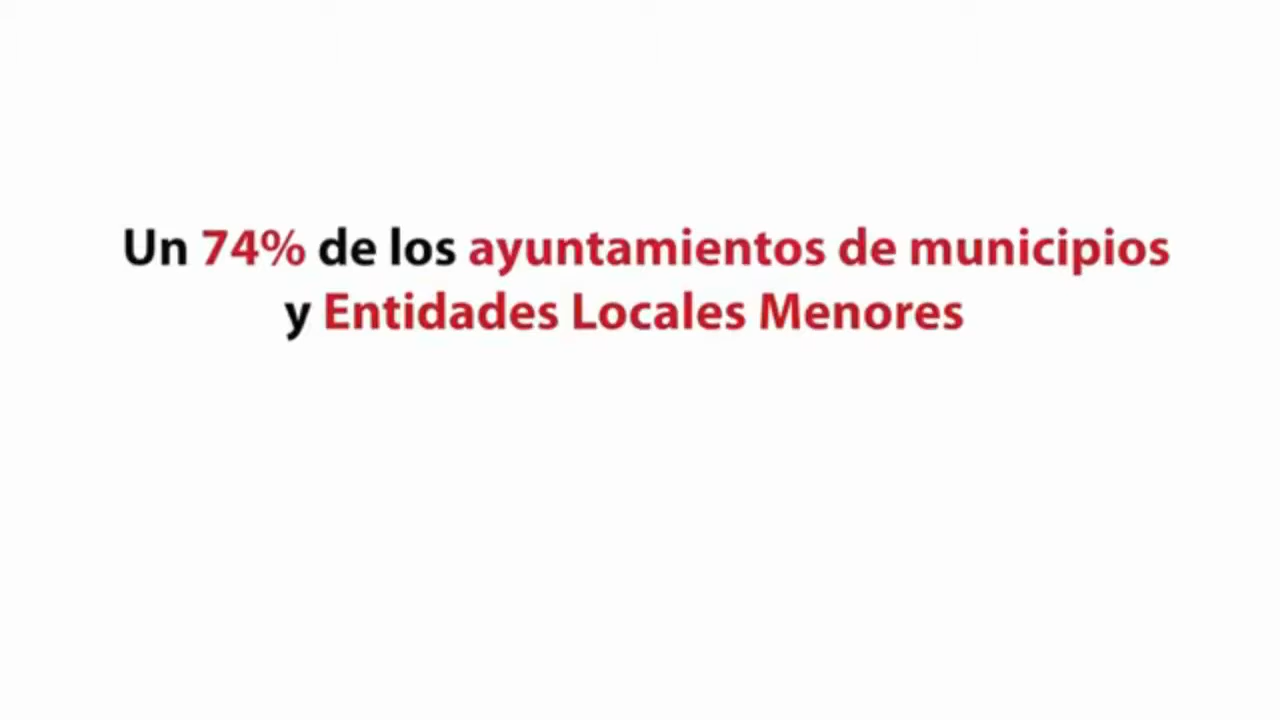 Un 74% de los ayuntamientos de municipios
y Entidades Locales Menores